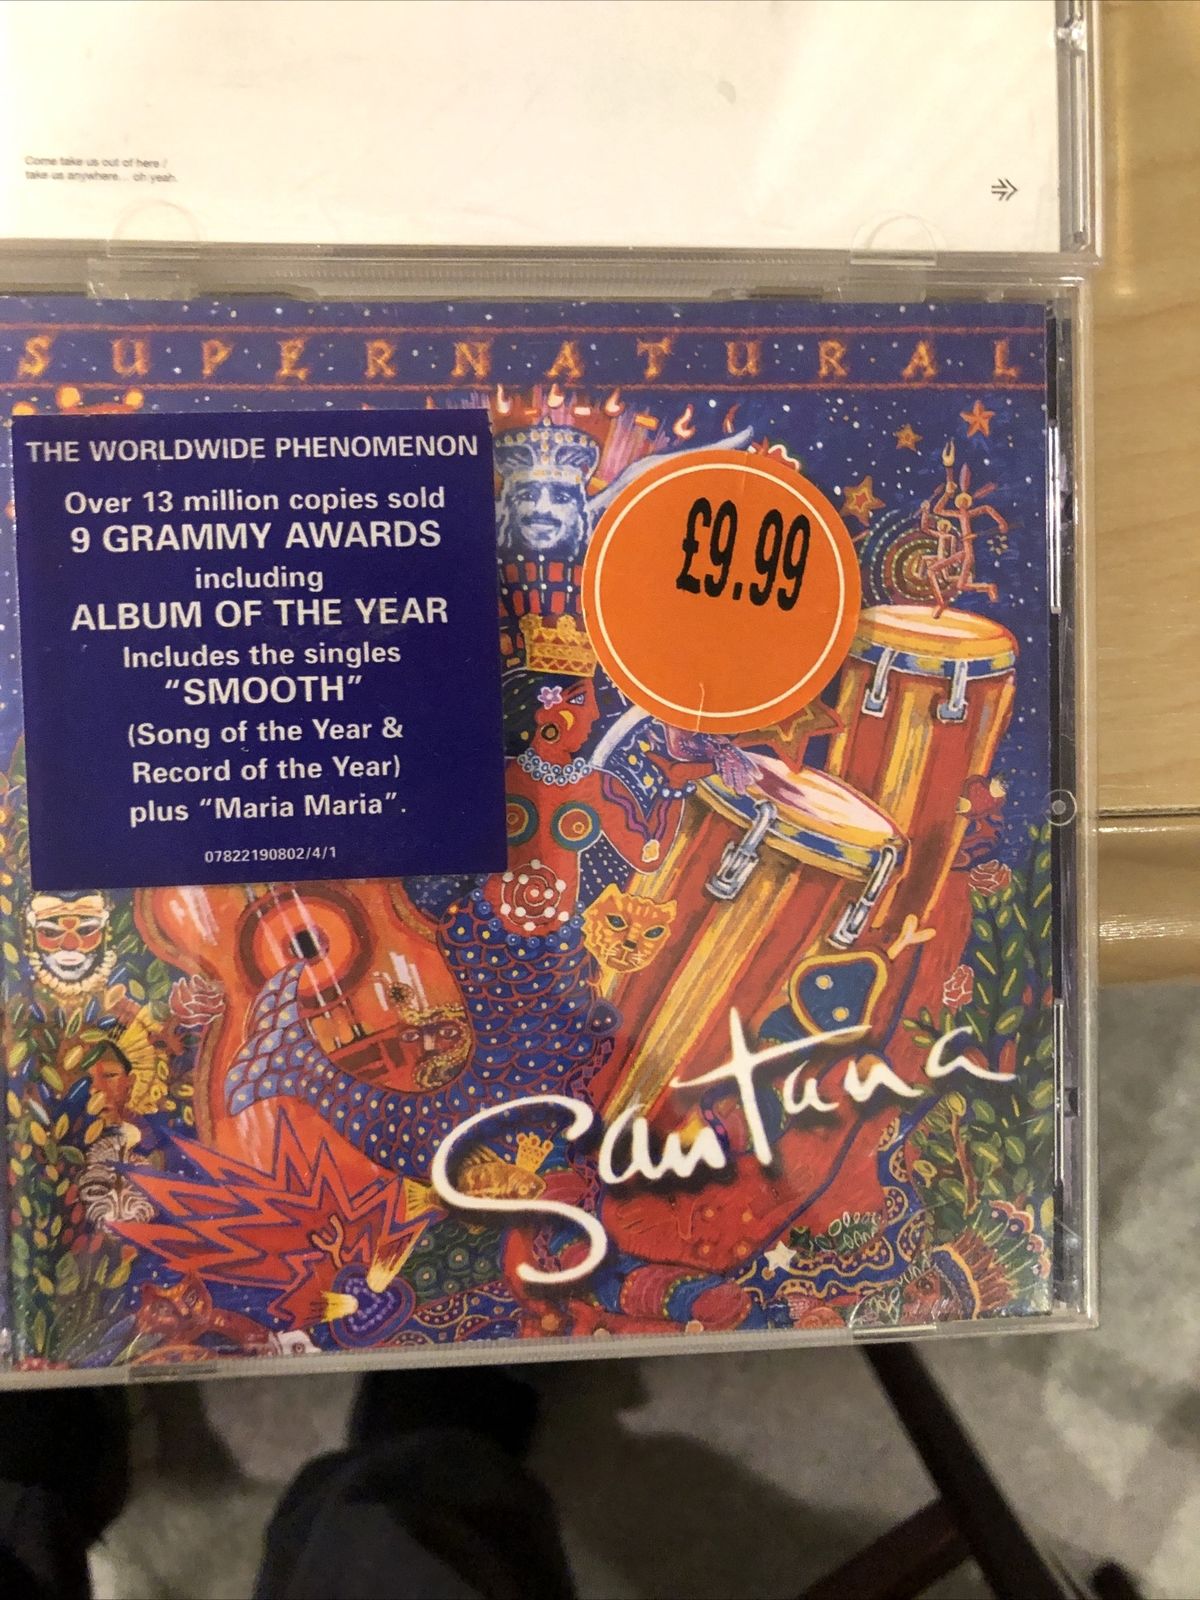 Come take us out of here /
take us anywhere... oh yeah.
SUPERNATURAL
THE WORLDWIDE PHENOMENON
Over 13 million copies sold
9 GRAMMY AWARDS
including
ALBUM OF THE YEAR
Includes the singles
“SMOOTH”
(Song of the Year &
Record of the Year)
plus “Maria Maria”.
07822190802/4/1
£9.99
Santana